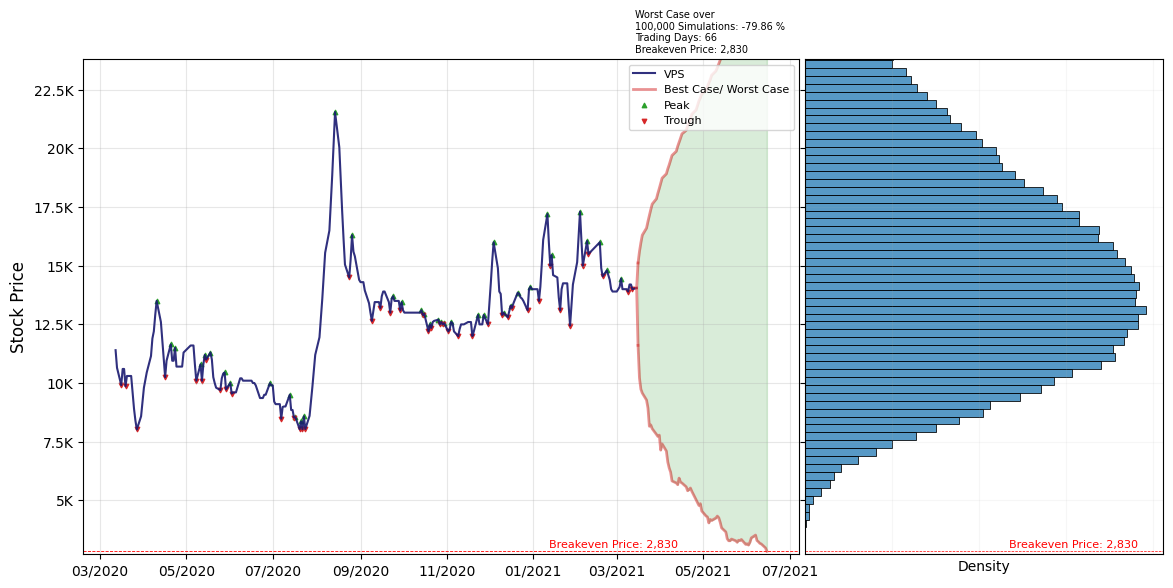 Worst Case over
100,000 Simulations: -79.86 %
Trading Days: 66
Breakeven Price: 2,830
VPS
Best Case/ Worst Case
Peak
Trough
Stock Price
22.5K
20K
17.5K
15K
12.5K
10K
7.5K
5K
Breakeven Price: 2,830
Breakeven Price: 2,830
03/2020
05/2020
07/2020
09/2020
11/2020
01/2021
03/2021
05/2021
07/2021
Density